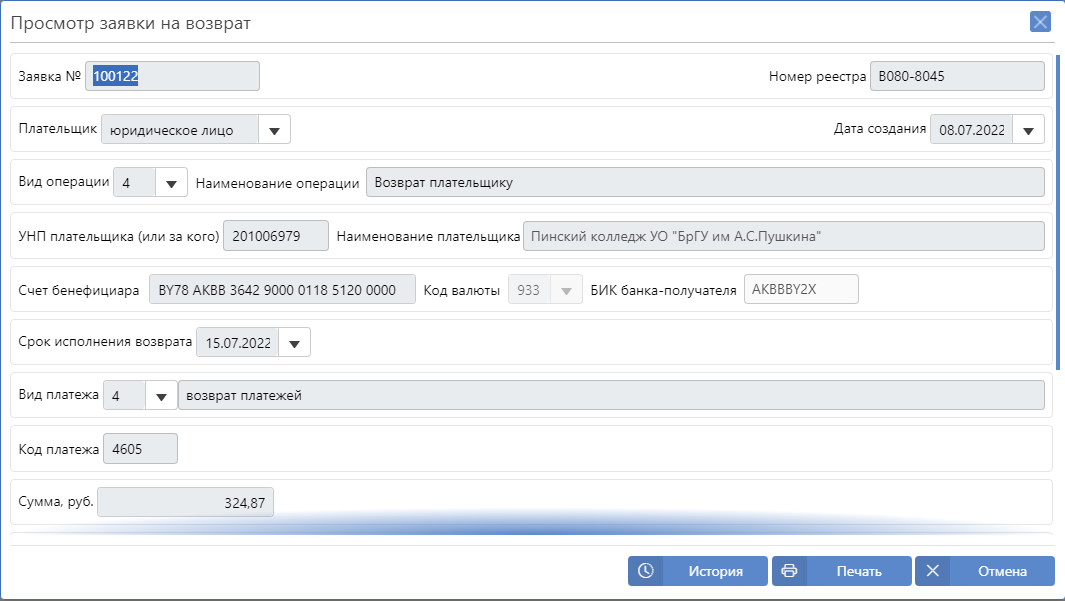 Просмотр заявки на возврат
Заявка № 100122 Номер реестра B080-8045
Плательщик юридическое лицо Дата создания 08.07.2022
Вид операции 4 Наименование операции Возврат плательщику
УНП плательщика (или за кого) 201006979 Наименование плательщика Пинский колледж УО "БрГУ им А.С.Пушкина"
Счет бенефициара BY78 AKBB 3642 9000 0118 5120 0000 Код валюты 933 БИК банка-получателя AKBBBY2X
Срок исполнения возврата 15.07.2022
Вид платежа 4 возврат платежей
Код платежа 4605
Сумма, руб. 324,87
История Печать Отмена